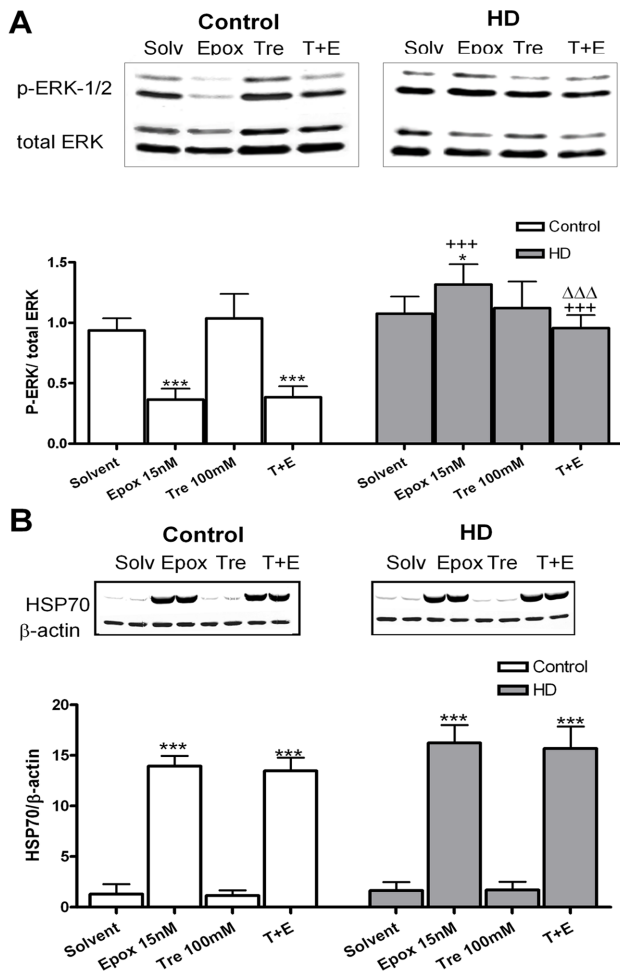 A
Control HD
Solv Epox Tre T+E Solv Epox Tre T+E
p-ERK-1/2
total ERK
Control
HD
P-ERK/ total ERK
1.5
1.0
0.5
0.0
*** ***
+++
*
ΔΔΔ
+++
Solvent Epox 15nM Tre 100mM T+E Solvent Epox 15nM Tre 100mM T+E
B
Control HD
Solv Epox Tre T+E Solv Epox Tre T+E
HSP70
β-actin
Control
HD
HSP70/β-actin
20
15
10
5
0
*** *** *** ***
Solvent Epox 15nM Tre 100mM T+E Solvent Epox 15nM Tre 100mM T+E